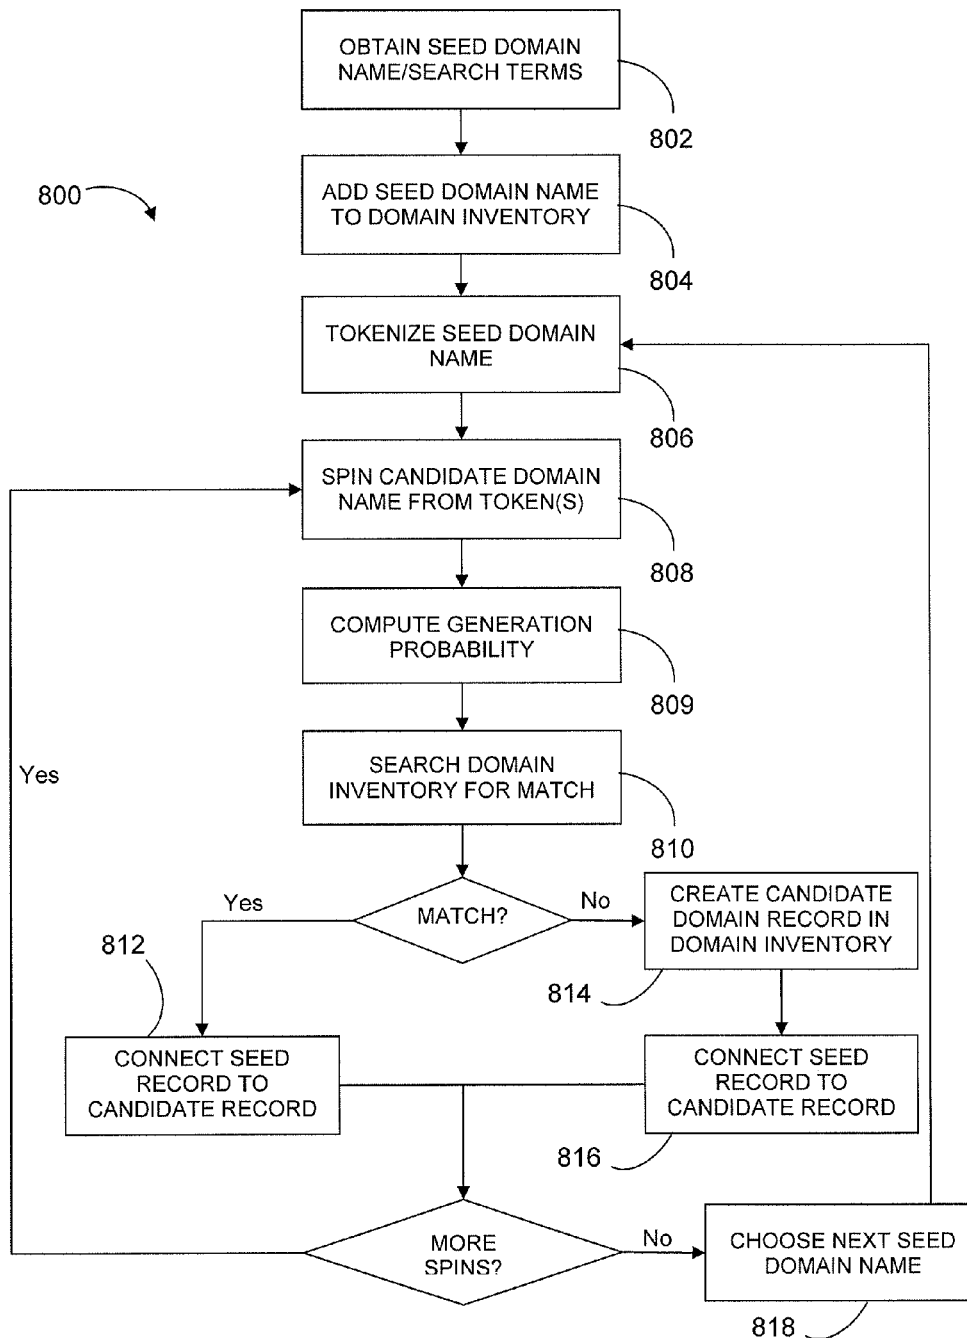 OBTAIN SEED DOMAIN
NAME/SEARCH TERMS
802
800
ADD SEED DOMAIN NAME
TO DOMAIN INVENTORY
804
TOKENIZE SEED DOMAIN
NAME
806
SPIN CANDIDATE DOMAIN
NAME FROM TOKEN(S)
808
COMPUTE GENERATION
PROBABILITY
809
Yes
SEARCH DOMAIN
INVENTORY FOR MATCH
810
Yes
MATCH?
No
CREATE CANDIDATE
DOMAIN RECORD IN
DOMAIN INVENTORY
812
814
CONNECT SEED
RECORD TO
CANDIDATE RECORD
CONNECT SEED
RECORD TO
CANDIDATE RECORD
816
MORE
SPINS?
No
CHOOSE NEXT SEED
DOMAIN NAME
818